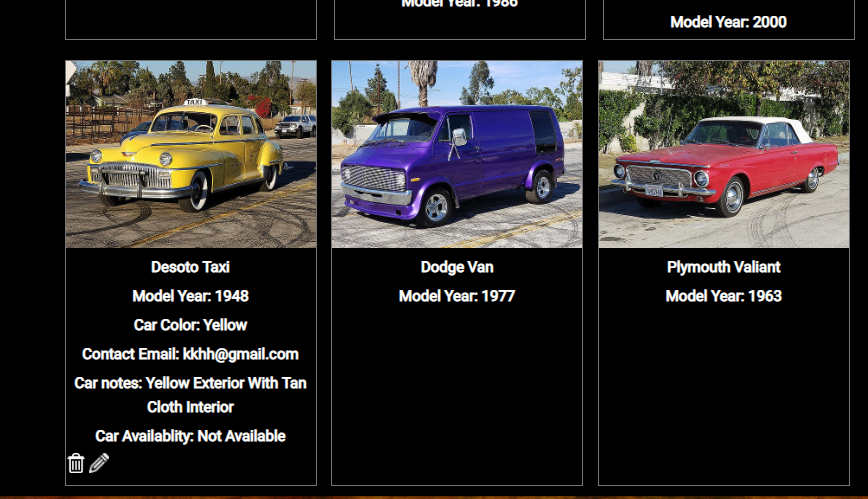 Model Year: 1986
Model Year: 2000
TAXI
Desoto Taxi
Model Year: 1948
Car Color: Yellow
Contact Email: kkhh@gmail.com
Car notes: Yellow Exterior With Tan
Cloth Interior
Car Availablity: Not Available
Dodge Van
Model Year: 1977
Plymouth Valiant
Model Year: 1963